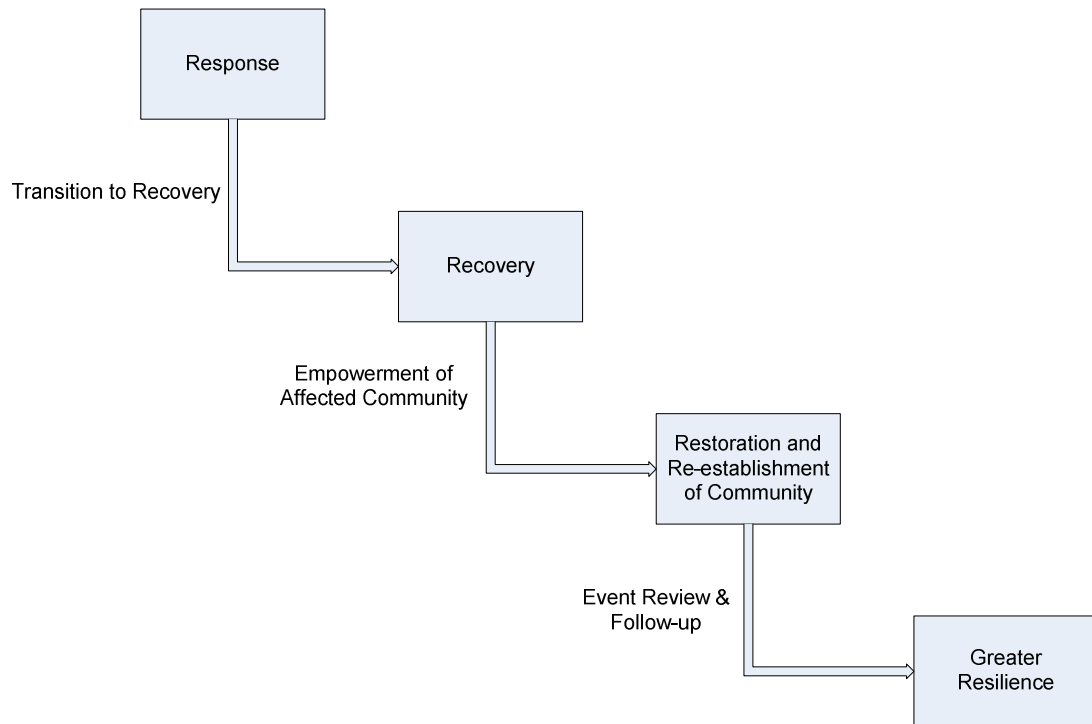 Response
Transition to Recovery
Recovery
Empowerment of
Affected Community
Restoration and
Re-establishment
of Community
Event Review &
Follow-up
Greater
Resilience